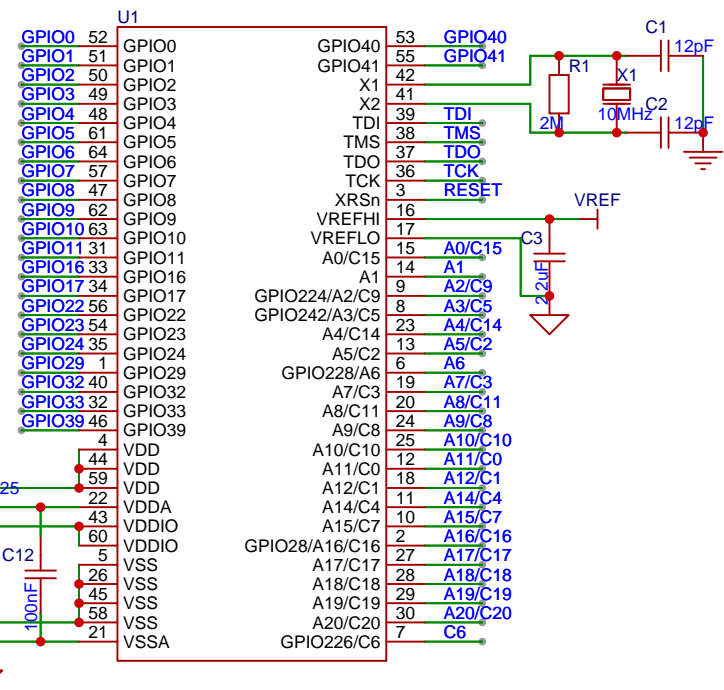 U1
GPIO0 52 GPIO0 GPIO40 53 GPIO40
GPIO1 51 GPIO1 GPIO41 55 GPIO41
GPIO2 50 GPIO2 X1 42
GPIO3 49 GPIO3 X2 41
GPIO4 48 GPIO4 TDI 39 TDI
GPIO5 61 GPIO5 TMS 38 TMS
GPIO6 64 GPIO6 TDO 37 TDO
GPIO7 57 GPIO7 TCK 36 TCK
GPIO8 47 GPIO8 XRSn 3 RESET
GPIO9 62 GPIO9 VREFHI 16
GPIO10 63 GPIO10 VREFLO 17
GPIO11 31 GPIO11 A0/C15 15 A0/C15
GPIO16 33 GPIO16 A1 14 A1
GPIO17 34 GPIO17 GPIO224/A2/C9 9 A2/C9
GPIO22 56 GPIO22 GPIO242/A3/C5 8 A3/C5
GPIO23 54 GPIO23 A4/C14 23 A4/C14
GPIO24 35 GPIO24 A5/C2 13 A5/C2
GPIO29 1 GPIO29 GPIO228/A6 6 A6
GPIO32 40 GPIO32 A7/C3 19 A7/C3
GPIO33 32 GPIO33 A8/C11 20 A8/C11
GPIO39 46 GPIO39 A9/C8 24 A9/C8
4 VDD A10/C10 25 A10/C10
44 VDD A11/C0 12 A11/C0
25 59 VDD A12/C1 18 A12/C1
22 VDDA A14/C4 11 A14/C4
43 VDDIO A15/C7 10 A15/C7
60 VDDIO GPIO28/A16/C16 2 A16/C16
5 VSS A17/C17 27 A17/C17
26 VSS A18/C18 28 A18/C18
45 VSS A19/C19 29 A19/C19
58 VSS A20/C20 30 A20/C20
21 VSSA GPIO226/C6 7 C6
C12
100nF
C1
12pF
R1
2M
X1
10MHz
C2
12pF
VREF
C3
2.2uF